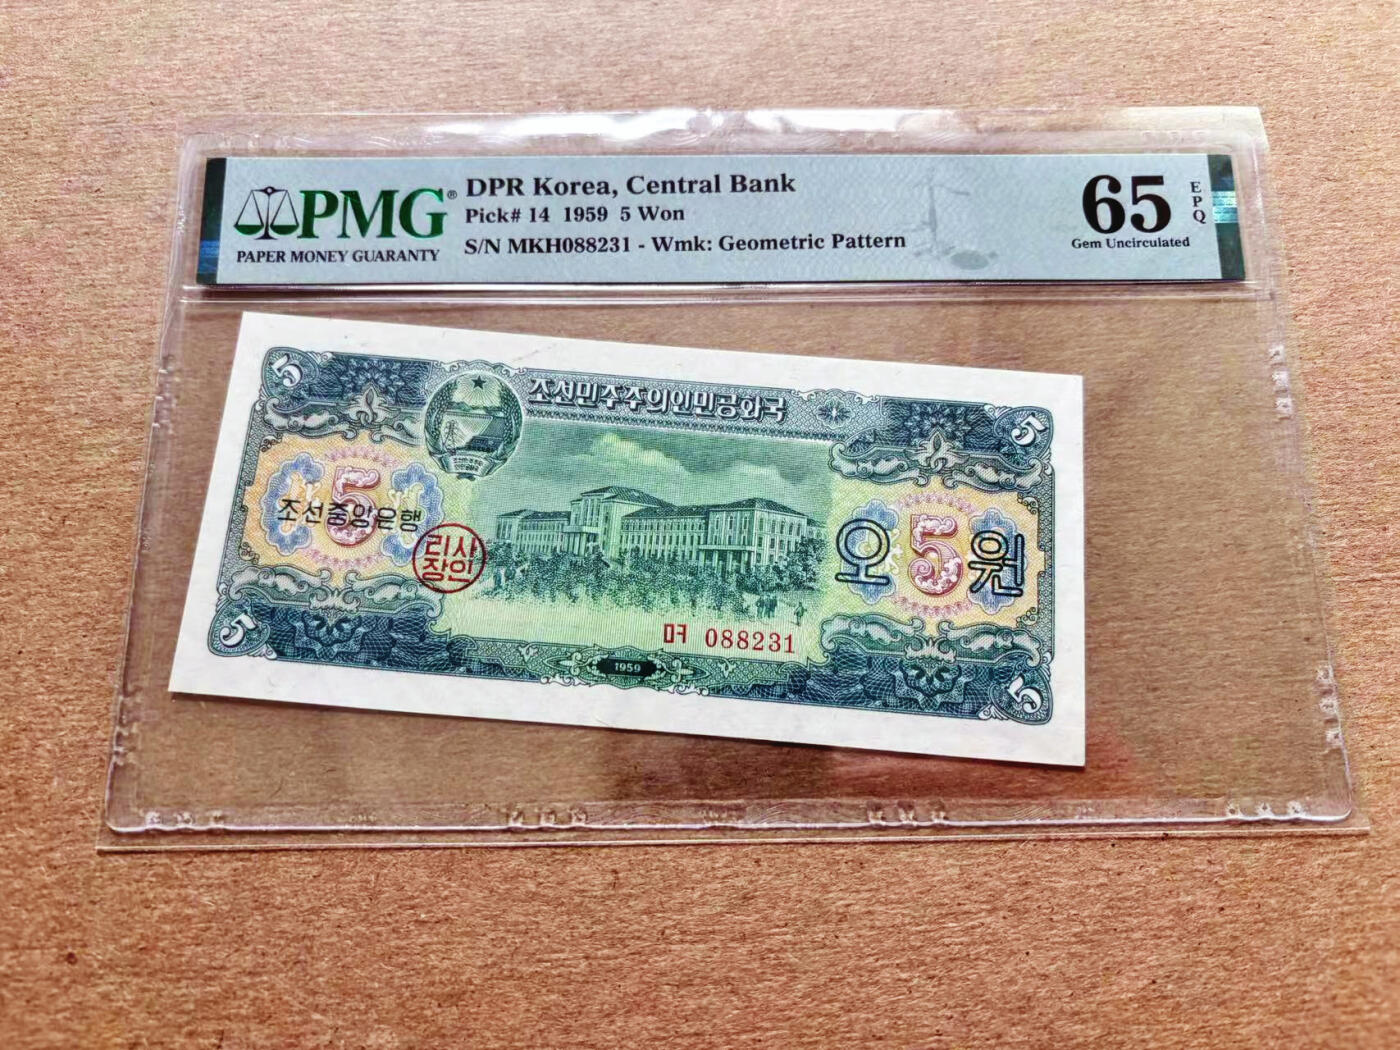 PMG®
PAPER MONEY GUARANTY
DPR Korea, Central Bank
Pick# 14 1959 5 Won
S/N MKH088231 - Wmk: Geometric Pattern
65 EPQ
Gem Uncirculated
5
조선민주주의인민공화국
5
5
조선중앙은행
리사
장인
오 5 원
ㅁㅋ 088231
5
1959
5